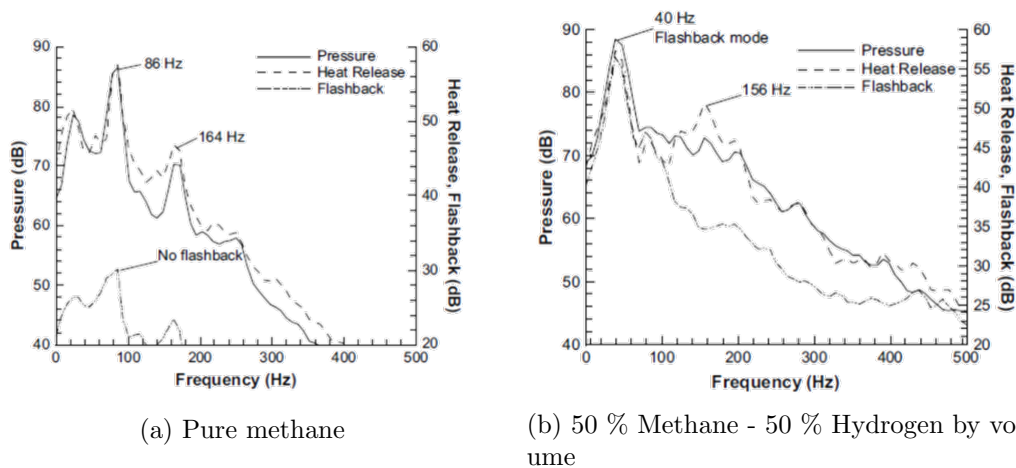 90
80
70
60
50
40
0
100
200
300
400
500
60
50
40
30
20
Pressure (dB)
Frequency (Hz)
Heat Release, Flashback (dB)
86 Hz
164 Hz
No flashback
Pressure
Heat Release
Flashback
(a) Pure methane
90
80
70
60
50
40
0
100
200
300
400
500
60
55
50
45
40
35
30
25
20
Pressure (dB)
Frequency (Hz)
Heat Release, Flashback (dB)
40 Hz
Flashback mode
156 Hz
Pressure
Heat Release
Flashback
(b) 50 % Methane - 50 % Hydrogen by vo
ume